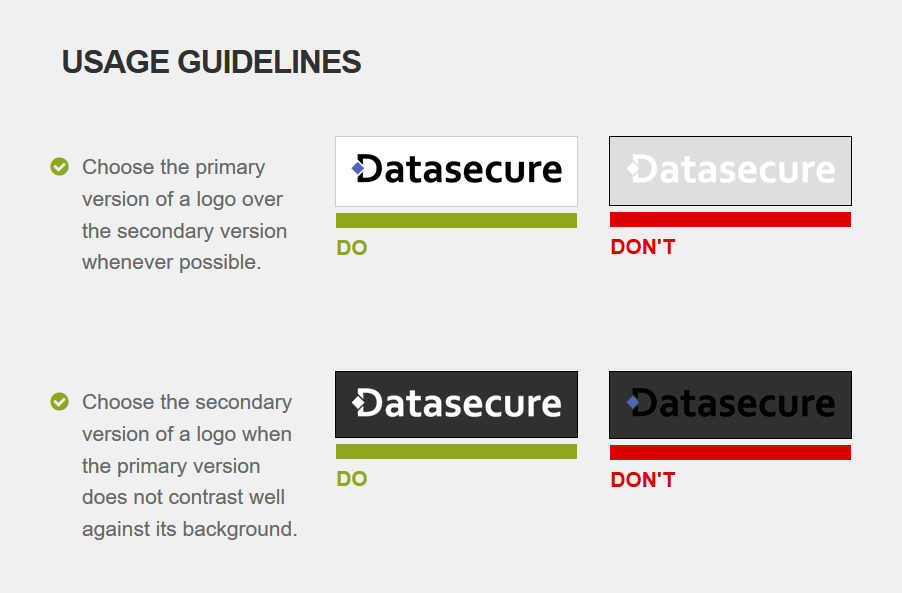 USAGE GUIDELINES
Choose the primary
version of a logo over
the secondary version
whenever possible.
Datasecure
DO
Datasecure
DON'T
Choose the secondary
version of a logo when
the primary version
does not contrast well
against its background.
Datasecure
DO
Datasecure
DON'T